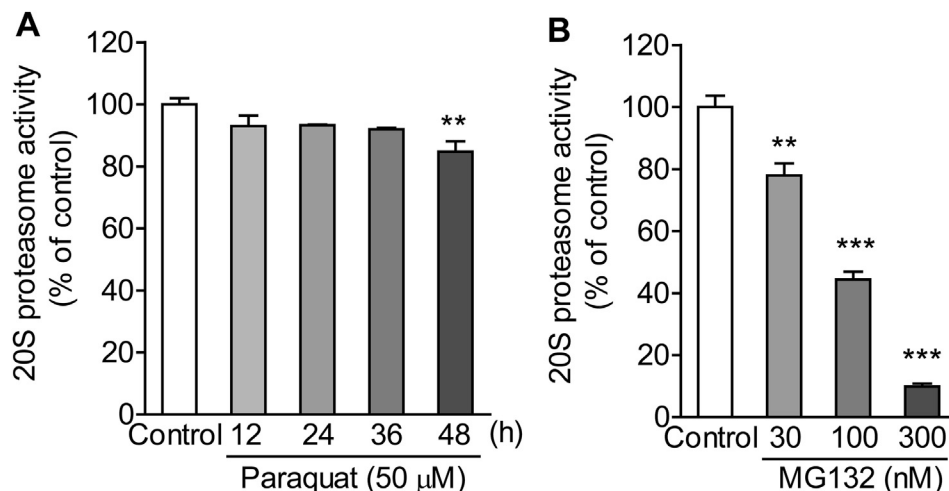 A
20S proteasome activity
(% of control)
120
100
80
60
40
20
0
**
Control 12 24 36 48 (h)
Paraquat (50 μM)
B
20S proteasome activity
(% of control)
120
100
80
60
40
20
0
**
***
***
Control 30 100 300
MG132 (nM)